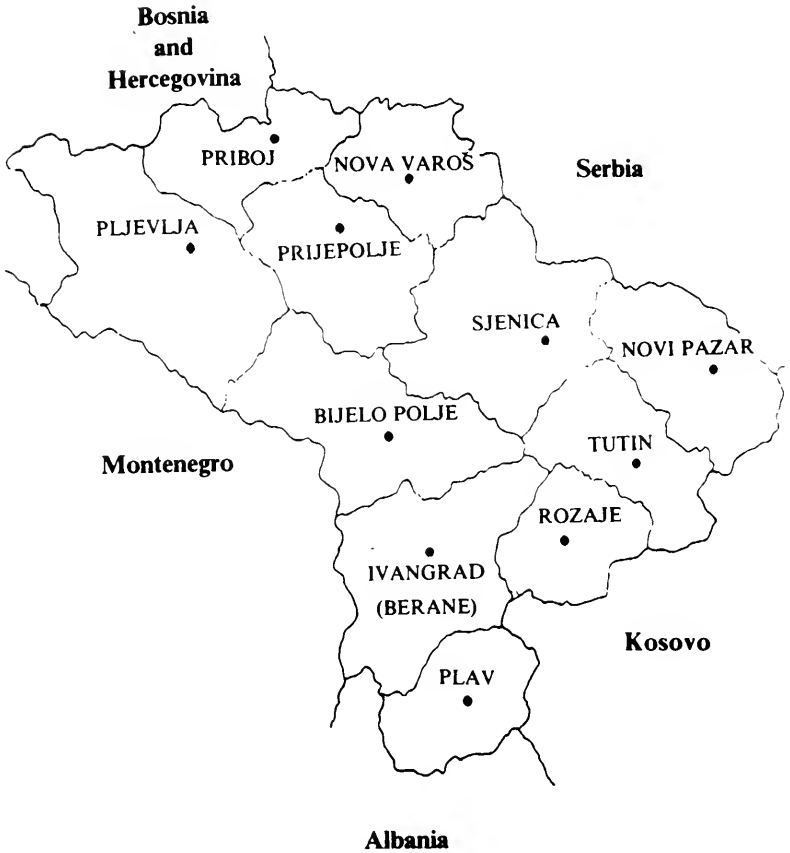 Bosnia
and
Hercegovina
PRIBOJ
NOVA VAROŠ
Serbia
PLJEVLJA
PRIJEPOLJE
SJENICA
NOVI PAZAR
BIJELO POLJE
TUTIN
Montenegro
ROZAJE
IVANGRAD
(BERANE)
Kosovo
PLAV
Albania